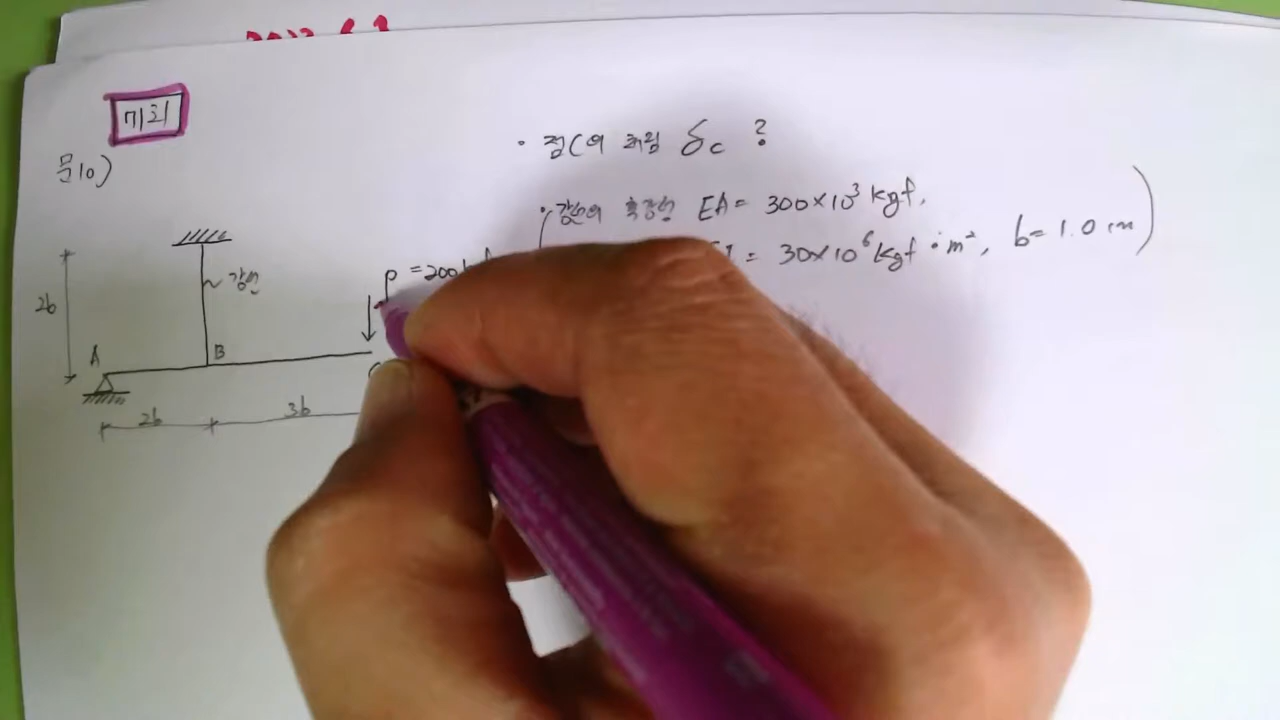 기회
문10)
· 점C의 처짐 δc ?
· 강선의 축강성 EA = 300×10³ kgf,
= 30×10⁶ kgf·m², b = 1.0 m)
P = 200k
강선
2b
A
B
2b
3b